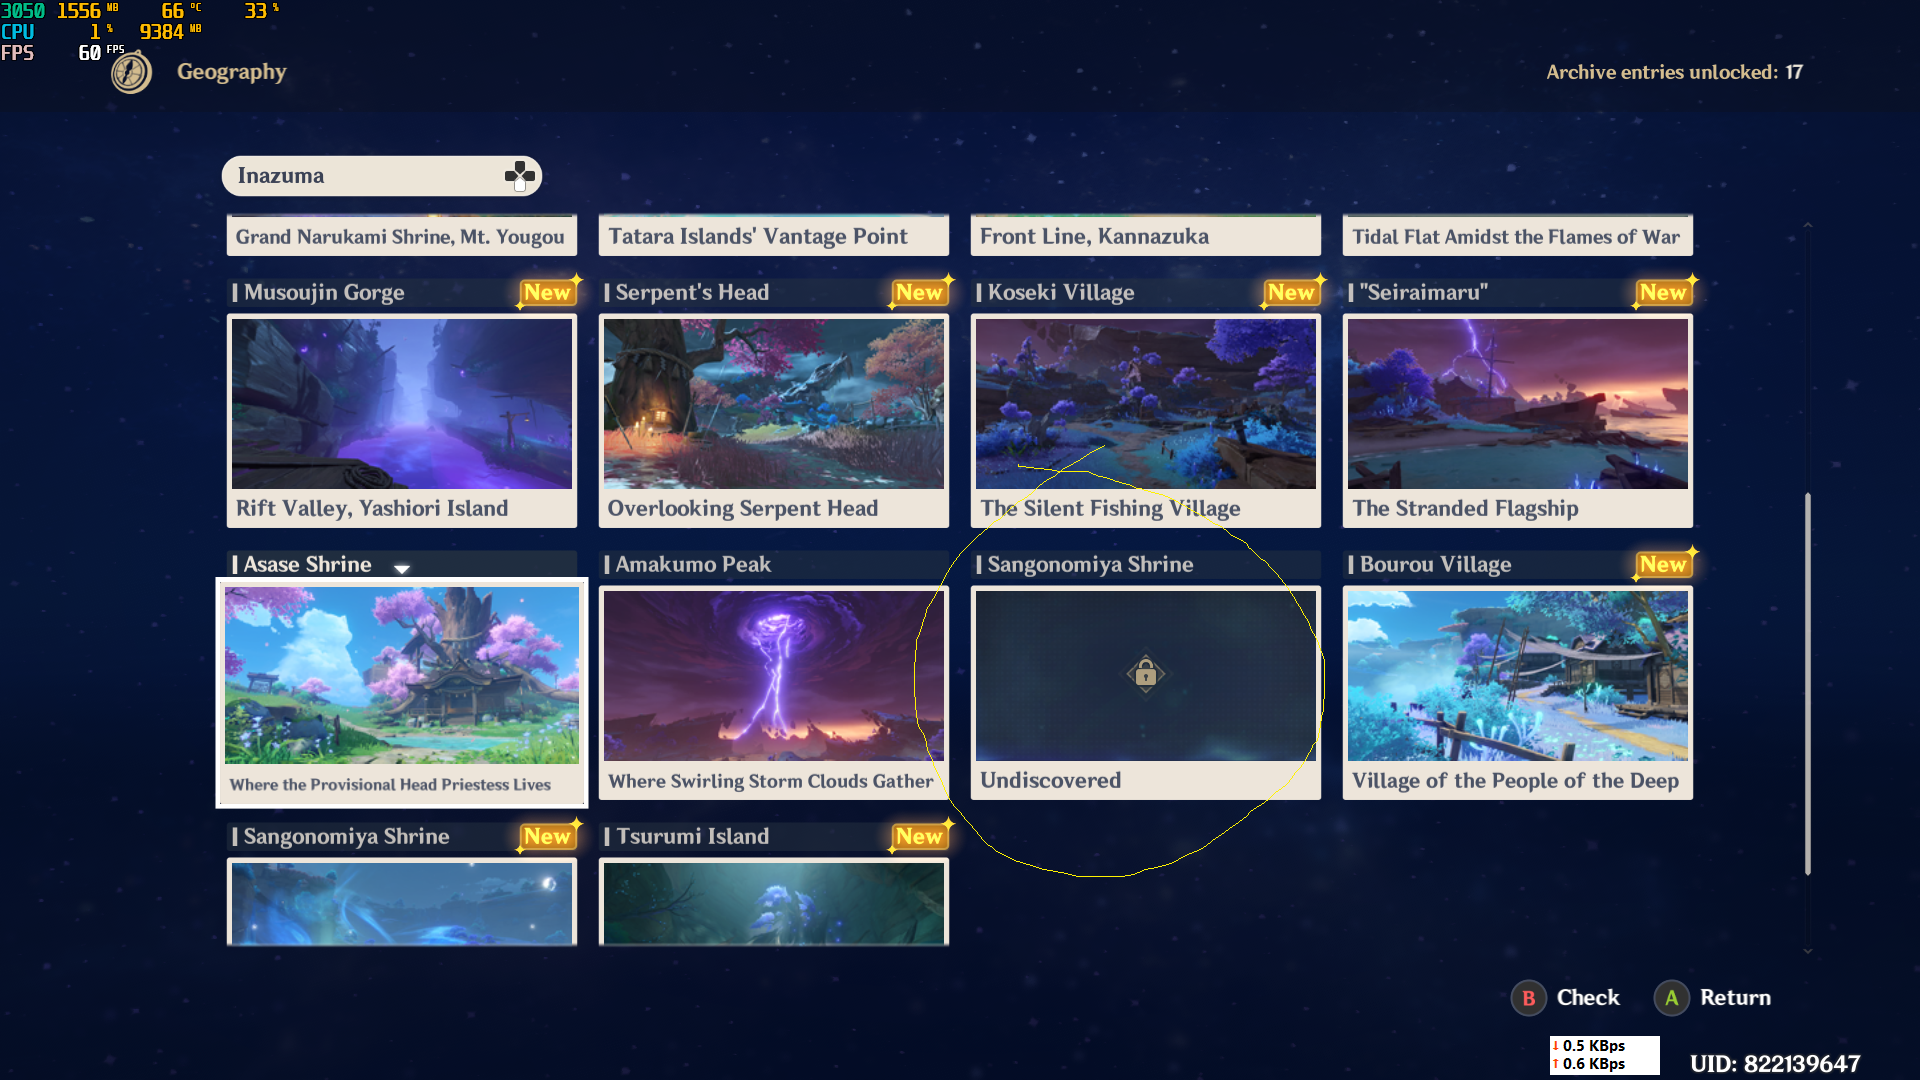 3050 1556 MB 66 °C 33 %
CPU 1 % 9384 MB
FPS 60 FPS
Geography
Archive entries unlocked: 17
Inazuma
Grand Narukami Shrine, Mt. Yougou
Tatara Islands' Vantage Point
Front Line, Kannazuka
Tidal Flat Amidst the Flames of War
Musoujin Gorge New
Serpent's Head New
Koseki Village New
"Seiraimaru" New
Rift Valley, Yashiori Island
Overlooking Serpent Head
The Silent Fishing Village
The Stranded Flagship
Asase Shrine
Amakumo Peak
Sangonomiya Shrine
Bourou Village New
Where the Provisional Head Priestess Lives
Where Swirling Storm Clouds Gather
Undiscovered
Village of the People of the Deep
Sangonomiya Shrine New
Tsurumi Island New
B Check
A Return
↓ 0.5 KBps
↑ 0.6 KBps
UID: 822139647